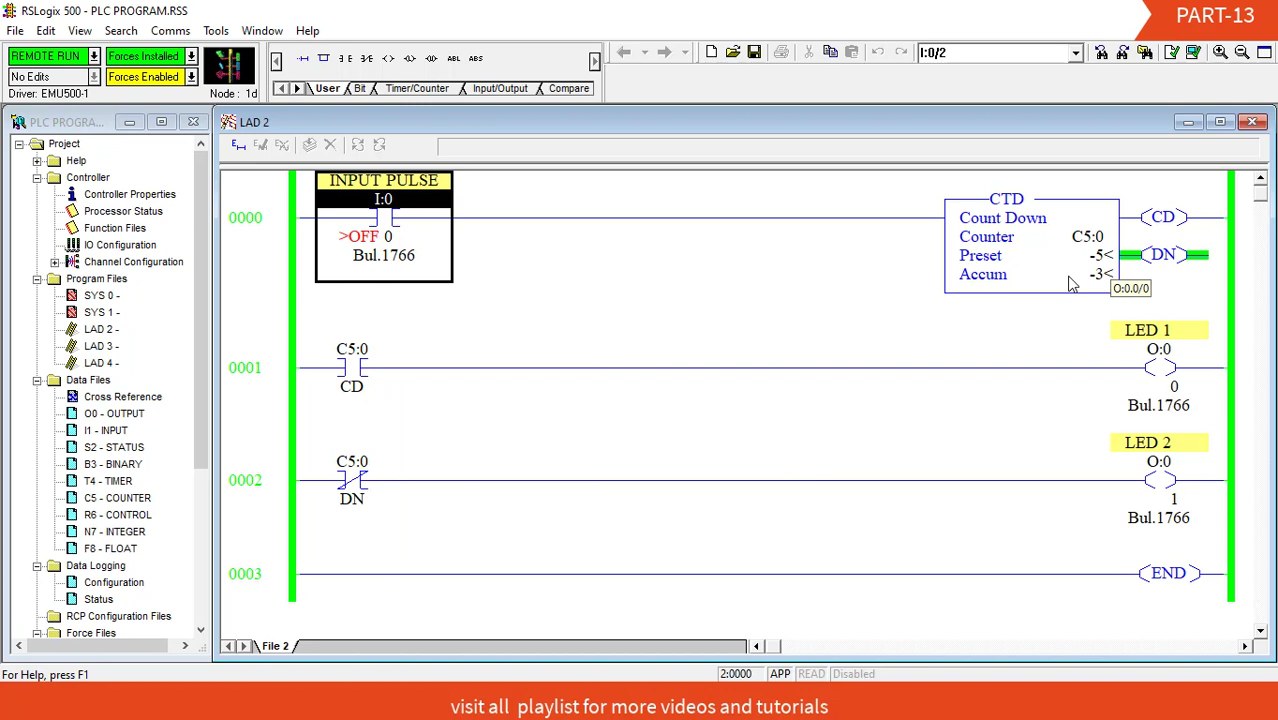 RSLogix 500 - PLC PROGRAM.RSS
PART-13
File Edit View Search Comms Tools Window Help
REMOTE RUN Forces Installed
No Edits Forces Enabled
Driver: EMU500-1 Node : 1d
ABL ABS
User Bit Timer/Counter Input/Output Compare
I:0/2
PLC PROGRA...
Project
Help
Controller
Controller Properties
Processor Status
Function Files
IO Configuration
Channel Configuration
Program Files
SYS 0 -
SYS 1 -
LAD 2 -
LAD 3 -
LAD 4 -
Data Files
Cross Reference
O0 - OUTPUT
I1 - INPUT
S2 - STATUS
B3 - BINARY
T4 - TIMER
C5 - COUNTER
R6 - CONTROL
N7 - INTEGER
F8 - FLOAT
Data Logging
Configuration
Status
RCP Configuration Files
Force Files
LAD 2
INPUT PULSE
I:0
0000
>OFF 0
Bul.1766
CTD
Count Down
Counter C5:0
Preset -5<
Accum -3<
CD
DN
O:0.0/0
LED 1
C5:0 O:0
0001
CD 0
Bul.1766
LED 2
C5:0 O:0
0002
DN 1
Bul.1766
0003 END
File 2
For Help, press F1
2:0000 APP READ Disabled
visit all playlist for more videos and tutorials